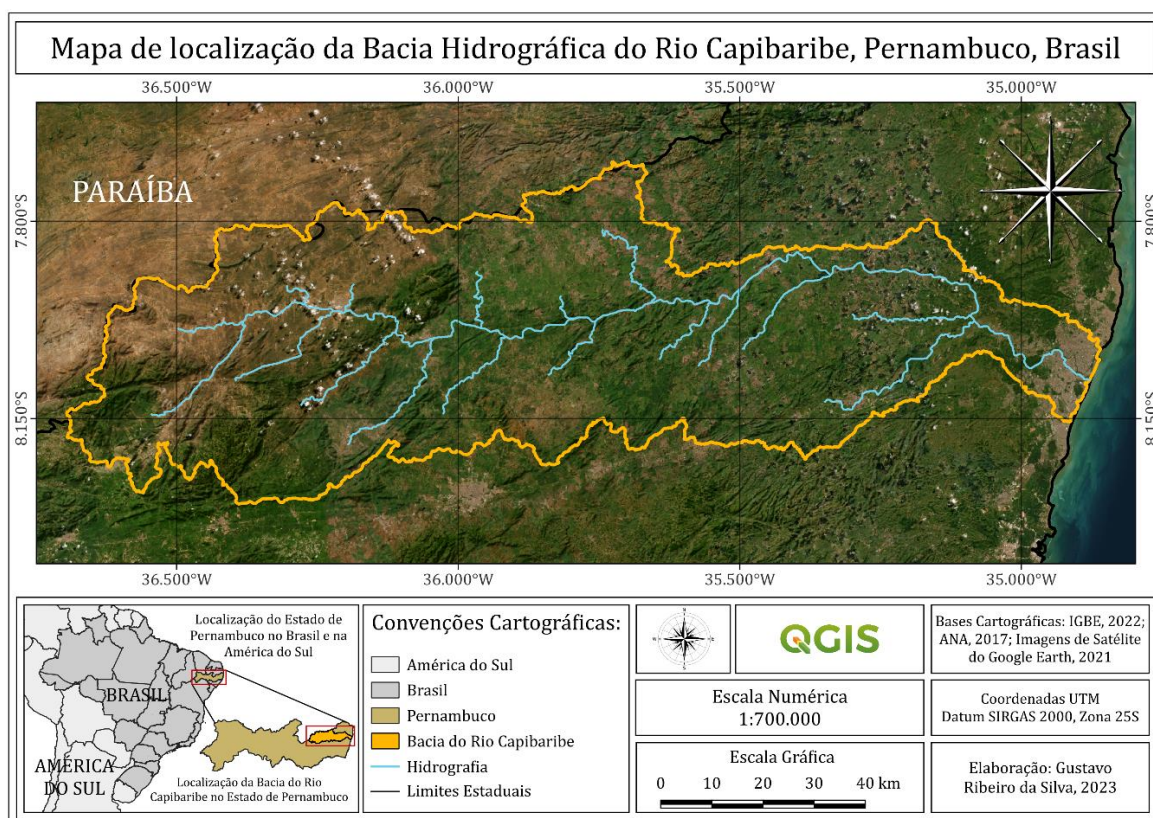 Mapa de localização da Bacia Hidrográfica do Rio Capibaribe, Pernambuco, Brasil
36.500°W
36.000°W
35.500°W
35.000°W
PARAÍBA
7.800°S
7.800°S
8.150°S
8.150°S
36.500°W
36.000°W
35.500°W
35.000°W
Localização do Estado de
Pernambuco no Brasil e na
América do Sul
BRASIL
AMÉRICA
DO SUL
Localização da Bacia do Rio
Capibaribe no Estado de Pernambuco
Convenções Cartográficas:
América do Sul
Brasil
Pernambuco
Bacia do Rio Capibaribe
Hidrografia
Limites Estaduais
QGIS
Escala Numérica
1:700.000
Escala Gráfica
0 10 20 30 40 km
Bases Cartográficas: IGBE, 2022;
ANA, 2017; Imagens de Satélite
do Google Earth, 2021
Coordenadas UTM
Datum SIRGAS 2000, Zona 25S
Elaboração: Gustavo
Ribeiro da Silva, 2023